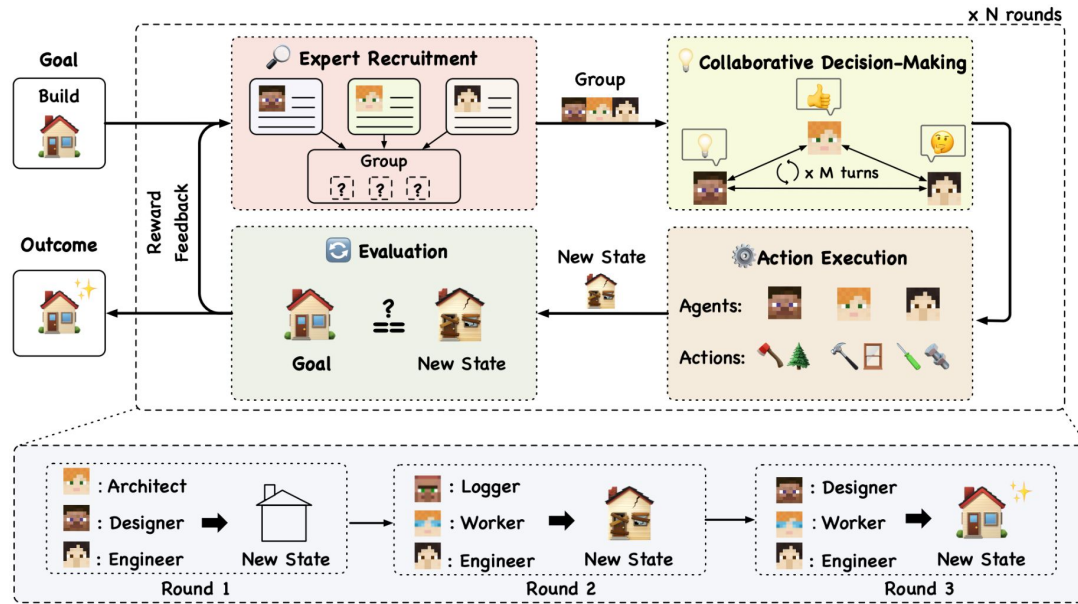 x N rounds
Goal
Build
Expert Recruitment
Group
? ? ?
Group
Collaborative Decision-Making
x M turns
Reward
Feedback
Outcome
Evaluation
?
==
Goal
New State
New State
Action Execution
Agents:
Actions:
: Architect
: Designer
: Engineer
New State
Round 1
: Logger
: Worker
: Engineer
New State
Round 2
: Designer
: Worker
: Engineer
New State
Round 3